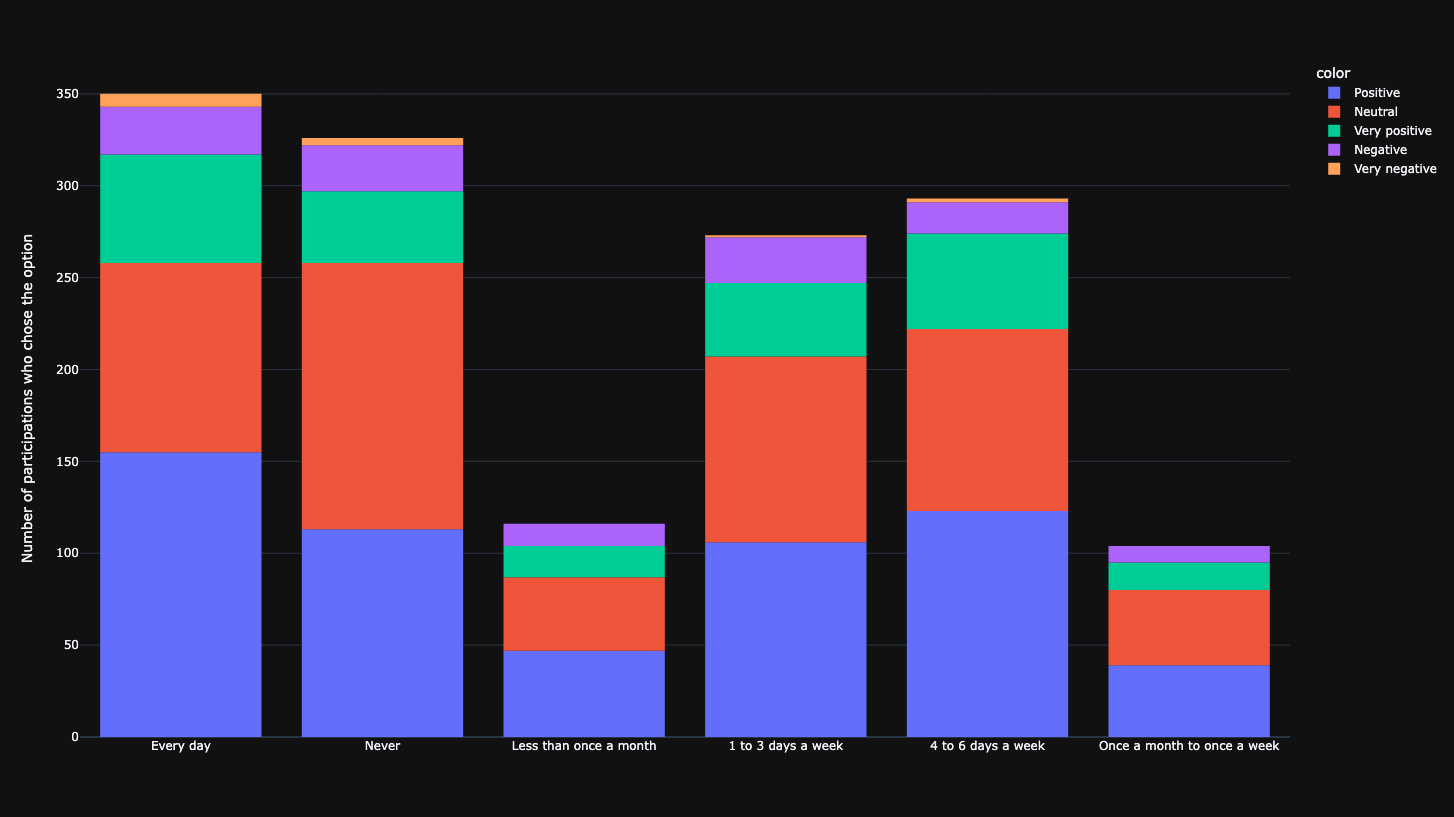 color
Positive
Neutral
Very positive
Negative
Very negative
Number of participations who chose the option
350
300
250
200
150
100
50
0
Every day
Never
Less than once a month
1 to 3 days a week
4 to 6 days a week
Once a month to once a week